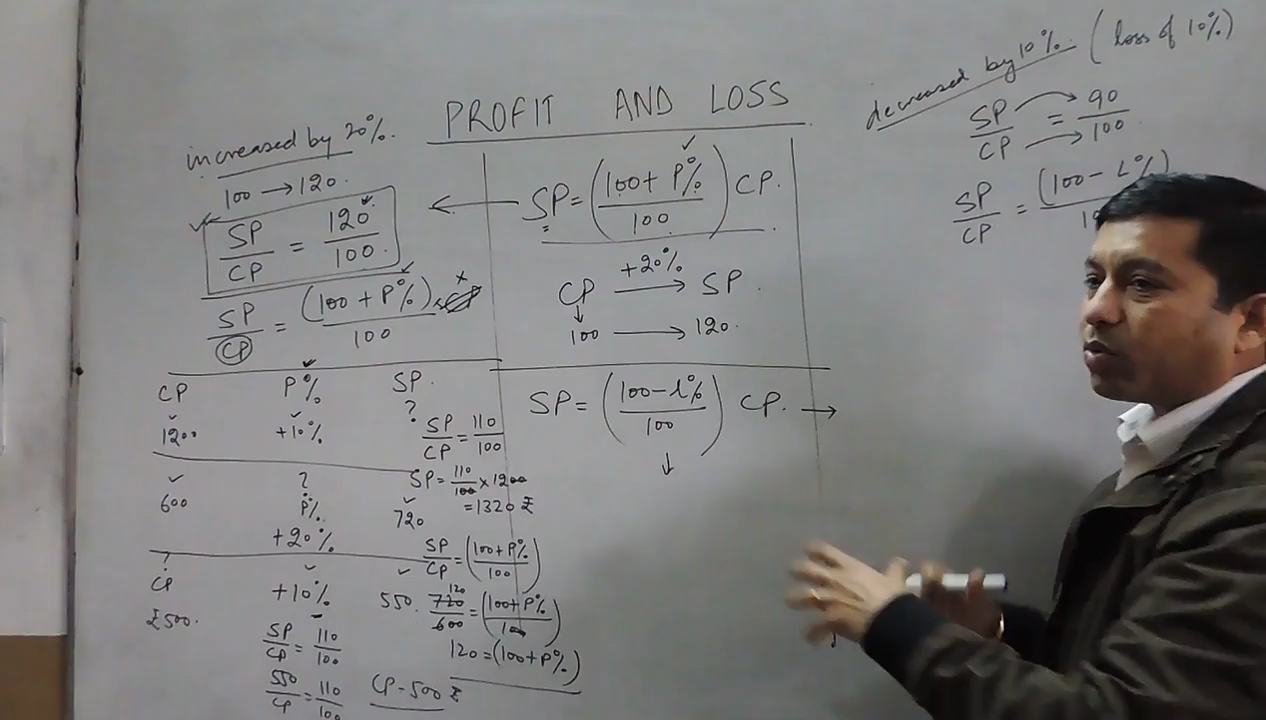 PROFIT AND LOSS
increased by 20%.
100 → 120.
SP/CP = 120/100.
SP/CP = (100 + P%)/100
SP = (100 + P%/100) CP.
CP +20% → SP.
100 → 120.
SP = (100 - l%/100) CP. →
decreased by 10%. (loss of 10%)
SP/CP = 90/100.
SP/CP = (100 - L%)
CP P% SP.
1200 +10% ?
SP/CP = 110/100
SP = 110/100 x 1200
= 1320 ₹
600 ? P% 720
+20%
SP/CP = (100 + P%/100)
720/600 = (100 + P%/100)
120
120 = (100 + P%)
?
CP +10% 550.
₹500.
SP/CP = 110/100
550/CP = 110/100
CP - 500 ₹